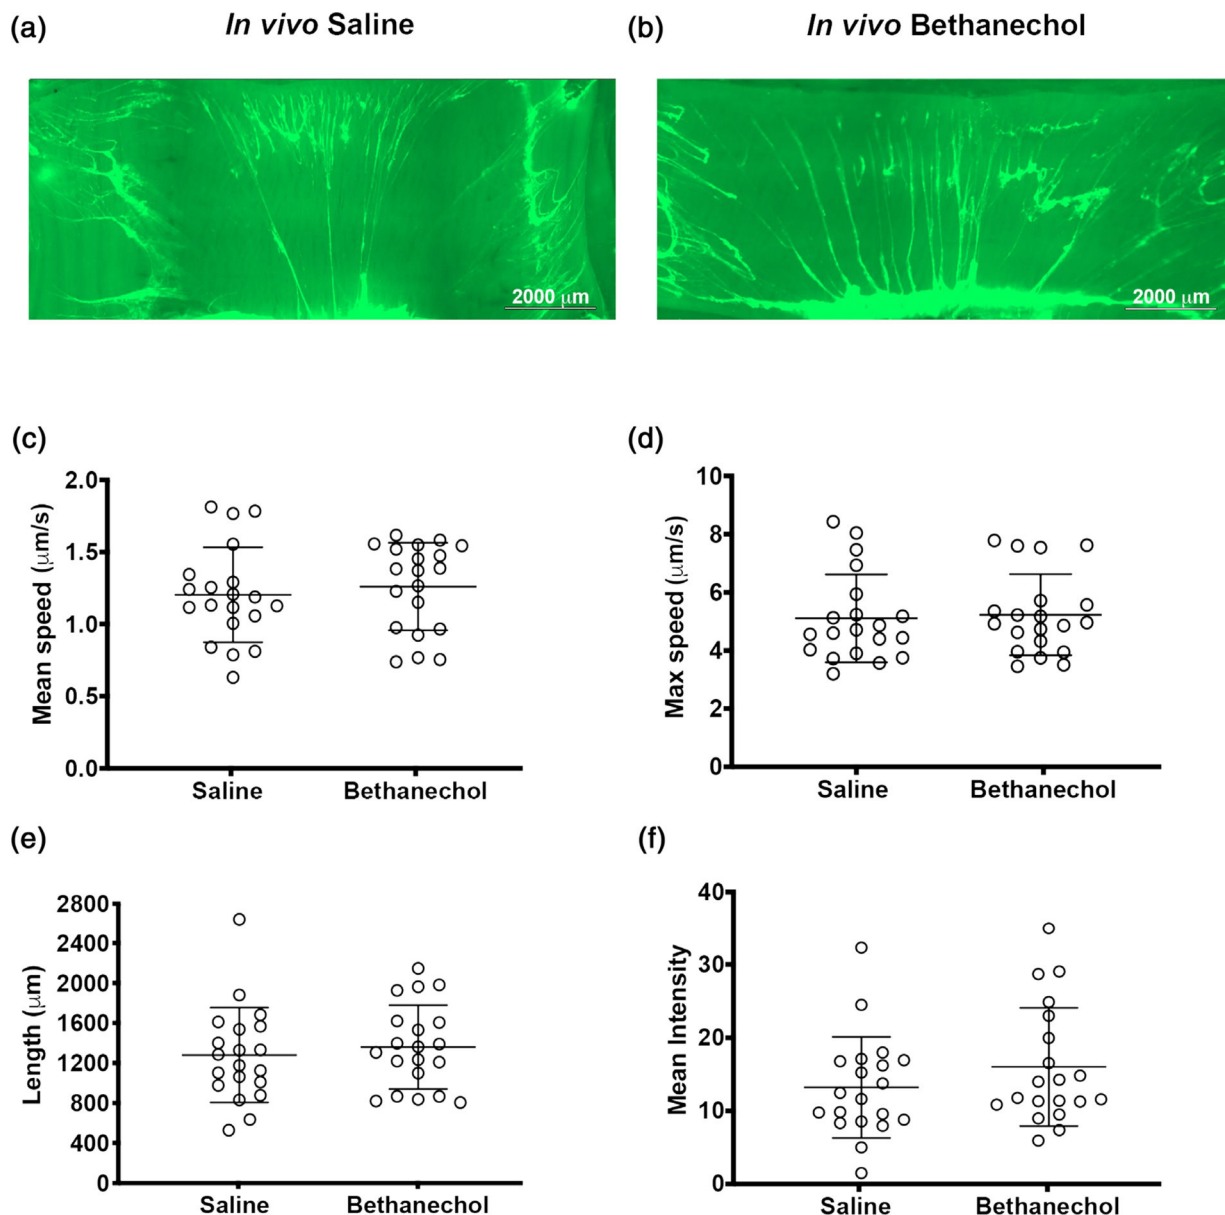 (a) In vivo Saline
(b) In vivo Bethanechol
2000 μm
2000 μm
(c)
Mean speed (μm/s)
2.0
1.5
1.0
0.5
0.0
Saline Bethanechol
(d)
Max speed (μm/s)
10
8
6
4
2
0
Saline Bethanechol
(e)
Length (μm)
2800
2400
2000
1600
1200
800
400
0
Saline Bethanechol
(f)
Mean Intensity
40
30
20
10
0
Saline Bethanechol